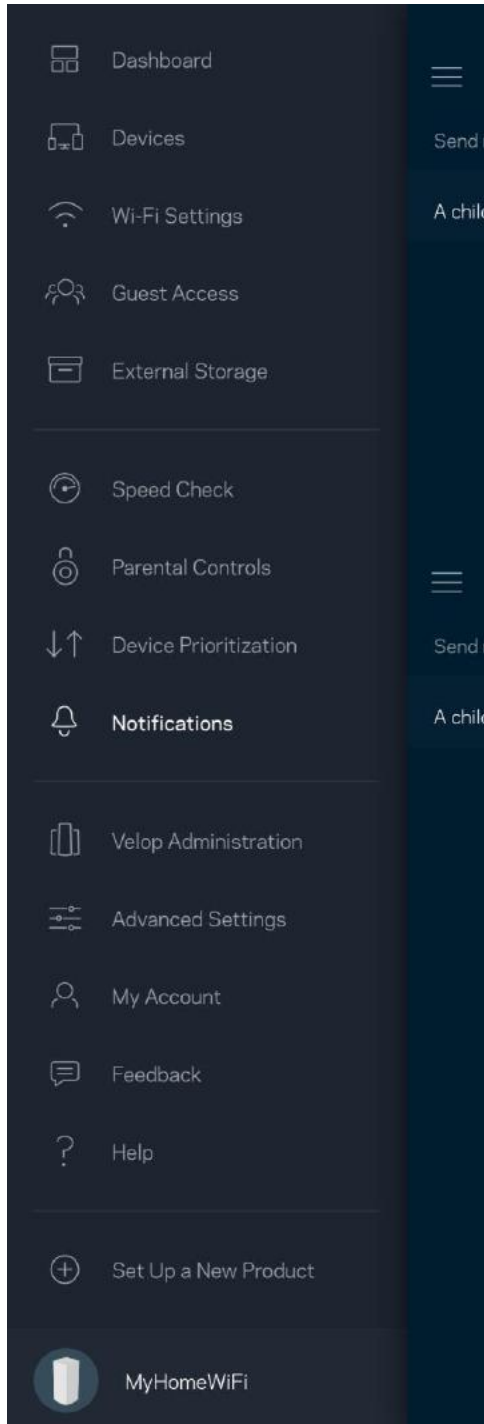 Dashboard
Devices
Send
Wi-Fi Settings
A chil
Guest Access
External Storage
Speed Check
Parental Controls
Device Prioritization
Send
Notifications
A chil
Velop Administration
Advanced Settings
My Account
Feedback
Help
Set Up a New Product
MyHomeWiFi